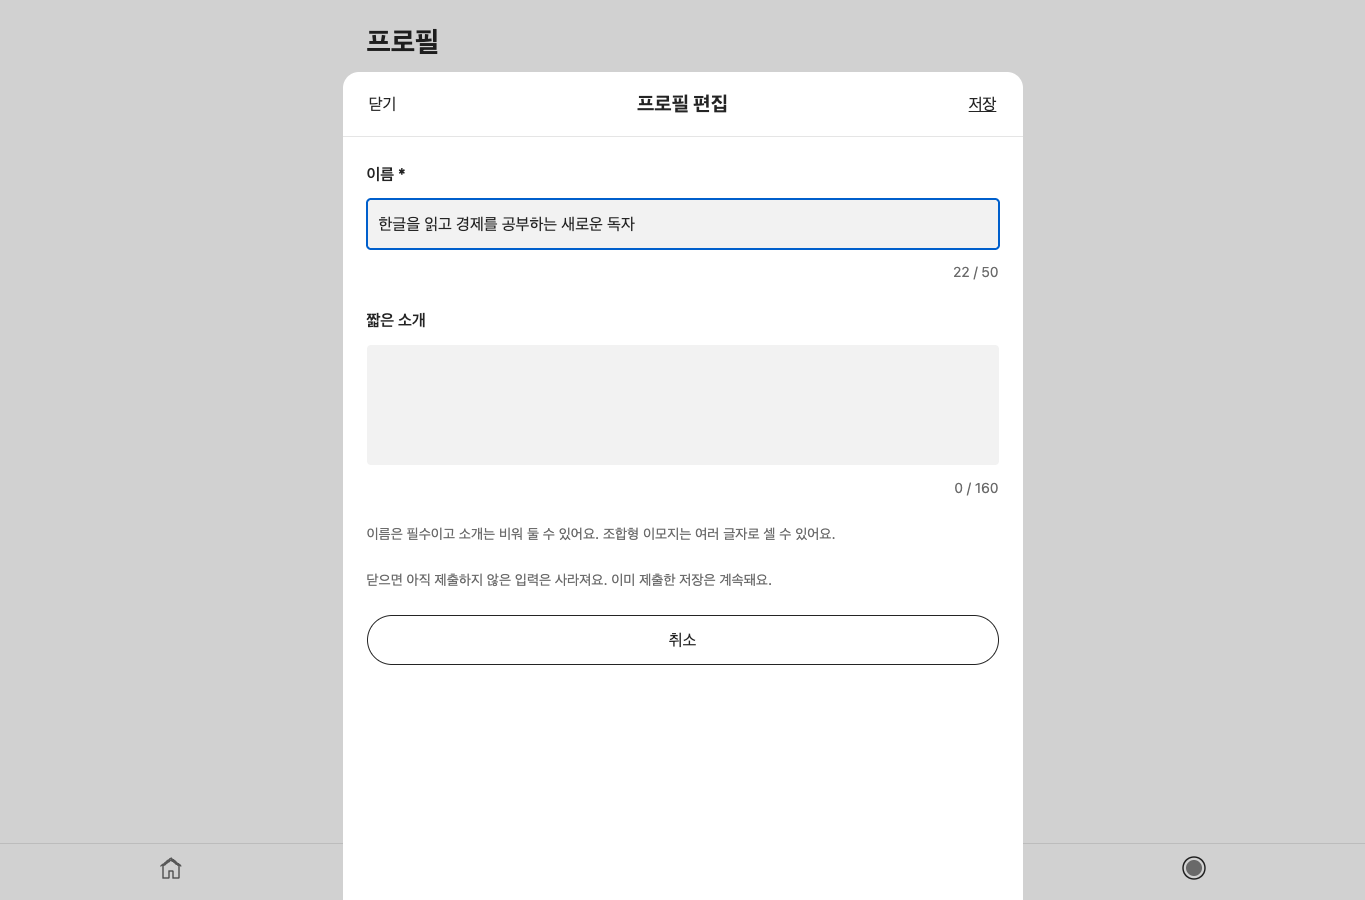 프로필
닫기
프로필 편집
저장
이름 *
한글을 읽고 경제를 공부하는 새로운 독자
22 / 50
짧은 소개
0 / 160
이름은 필수이고 소개는 비워 둘 수 있어요. 조합형 이모지는 여러 글자로 셀 수 있어요.
닫으면 아직 제출하지 않은 입력은 사라져요. 이미 제출한 저장은 계속돼요.
취소